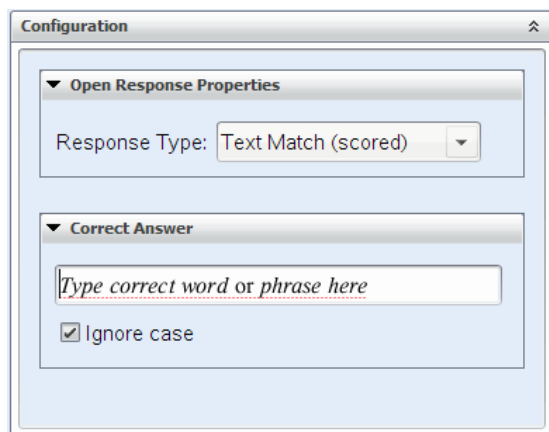 Configuration
Open Response Properties
Response Type: Text Match (scored)
Correct Answer
Type correct word or phrase here
Ignore case